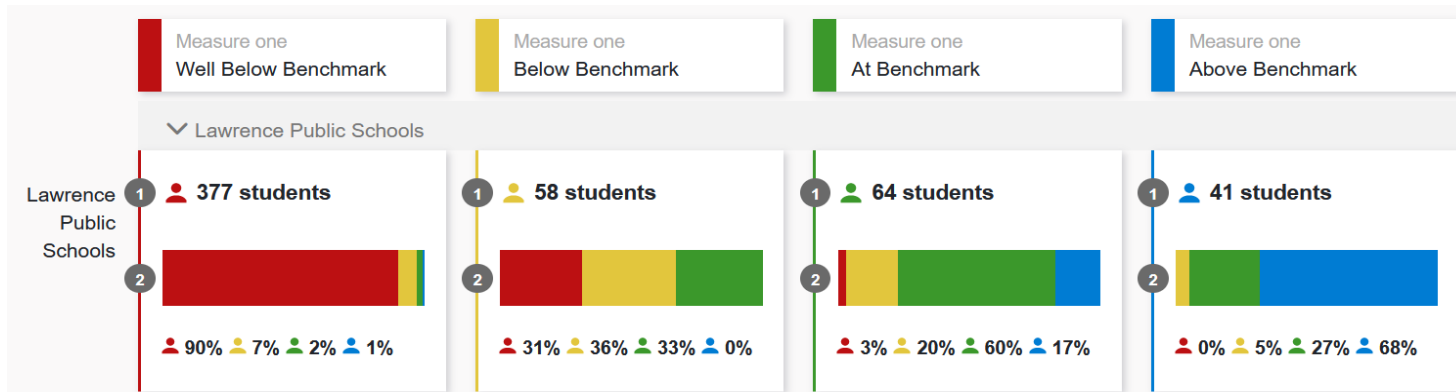 Measure one
Well Below Benchmark
Measure one
Below Benchmark
Measure one
At Benchmark
Measure one
Above Benchmark
Lawrence Public Schools
Lawrence
Public
Schools
1 377 students
2
90% 7% 2% 1%
1 58 students
2
31% 36% 33% 0%
1 64 students
2
3% 20% 60% 17%
1 41 students
2
0% 5% 27% 68%